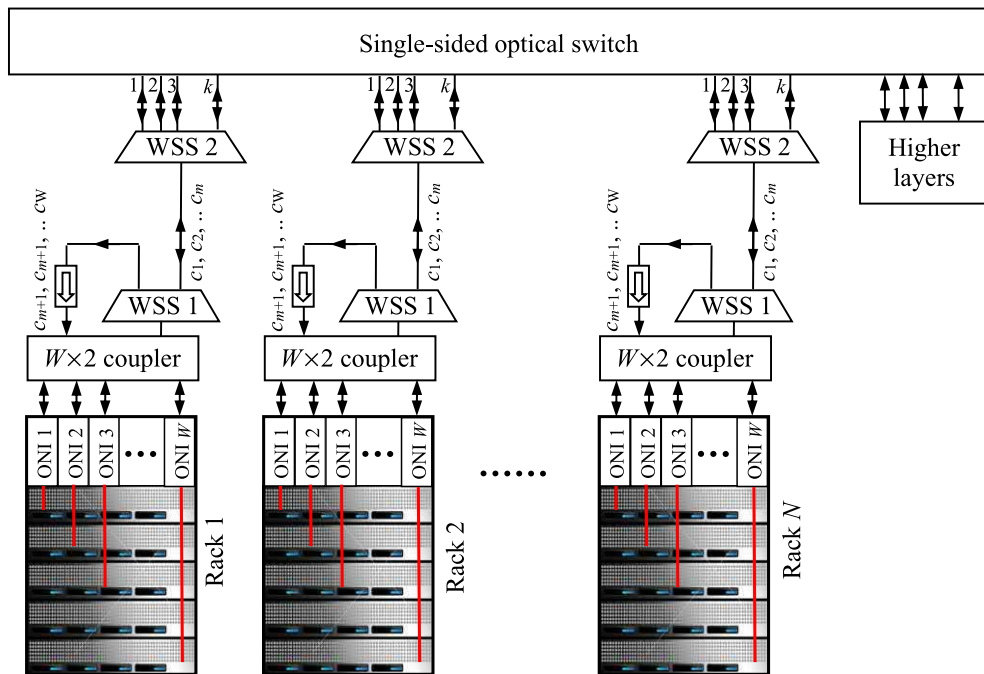 Single-sided optical switch
1 2 3 k
1 2 3 k
1 2 3 k
WSS 2
WSS 2
WSS 2
Higher
layers
c1, c2, .. cm
c1, c2, .. cm
c1, c2, .. cm
cm+1, cm+1, .. cW
cm+1, cm+1, .. cW
cm+1, cm+1, .. cW
WSS 1
WSS 1
WSS 1
W×2 coupler
W×2 coupler
W×2 coupler
ONI 1
ONI 2
ONI 3
•••
ONI W
ONI 1
ONI 2
ONI 3
•••
ONI W
......
ONI 1
ONI 2
ONI 3
•••
ONI W
Rack 1
Rack 2
Rack N